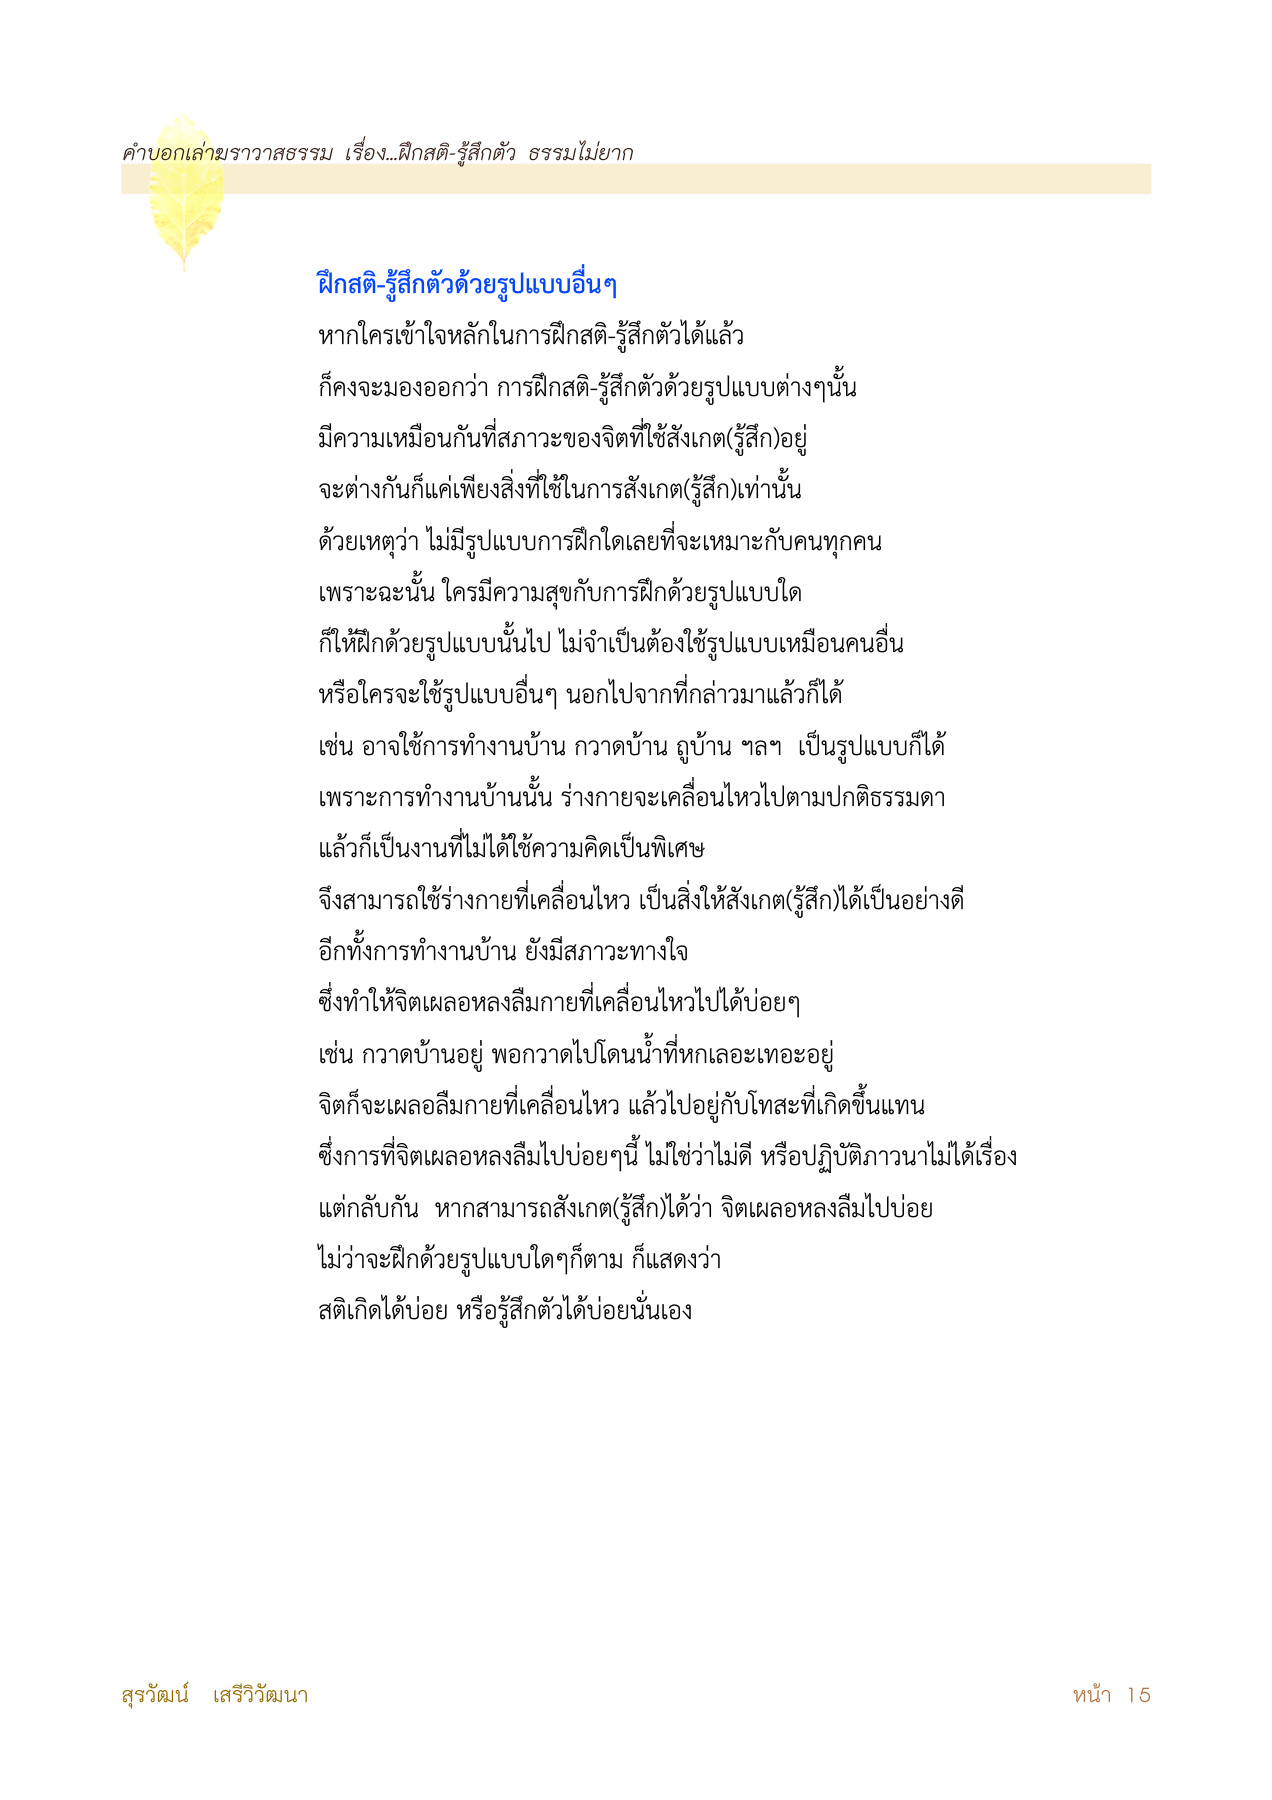 คำบอกเล่าฆราวาสธรรม เรื่อง...ฝึกสติ-รู้สึกตัว ธรรมไม่ยาก
ฝึกสติ-รู้สึกตัวด้วยรูปแบบอื่นๆ
หากใครเข้าใจหลักในการฝึกสติ-รู้สึกตัวได้แล้ว
ก็คงจะมองออกว่า การฝึกสติ-รู้สึกตัวด้วยรูปแบบต่างๆนั้น
มีความเหมือนกันที่สภาวะของจิตที่ใช้สังเกต(รู้สึก)อยู่
จะต่างกันก็แค่เพียงสิ่งที่ใช้ในการสังเกต(รู้สึก)เท่านั้น
ด้วยเหตุว่า ไม่มีรูปแบบการฝึกใดเลยที่จะเหมาะกับคนทุกคน
เพราะฉะนั้น ใครมีความสุขกับการฝึกด้วยรูปแบบใด
ก็ให้ฝึกด้วยรูปแบบนั้นไป ไม่จำเป็นต้องใช้รูปแบบเหมือนคนอื่น
หรือใครจะใช้รูปแบบอื่นๆ นอกไปจากที่กล่าวมาแล้วก็ได้
เช่น อาจใช้การทำงานบ้าน กวาดบ้าน ถูบ้าน ฯลฯ เป็นรูปแบบก็ได้
เพราะการทำงานบ้านนั้น ร่างกายจะเคลื่อนไหวไปตามปกติธรรมดา
แล้วก็เป็นงานที่ไม่ได้ใช้ความคิดเป็นพิเศษ
จึงสามารถใช้ร่างกายที่เคลื่อนไหว เป็นสิ่งให้สังเกต(รู้สึก)ได้เป็นอย่างดี
อีกทั้งการทำงานบ้าน ยังมีสภาวะทางใจ
ซึ่งทำให้จิตเผลอหลงลืมกายที่เคลื่อนไหวไปได้บ่อยๆ
เช่น กวาดบ้านอยู่ พอกวาดไปโดนน้ำที่หกเลอะเทอะอยู่
จิตก็จะเผลอลืมกายที่เคลื่อนไหว แล้วไปอยู่กับโทสะที่เกิดขึ้นแทน
ซึ่งการที่จิตเผลอหลงลืมไปบ่อยๆนี้ ไม่ใช่ว่าไม่ดี หรือปฏิบัติภาวนาไม่ได้เรื่อง
แต่กลับกัน หากสามารถสังเกต(รู้สึก)ได้ว่า จิตเผลอหลงลืมไปบ่อย
ไม่ว่าจะฝึกด้วยรูปแบบใดๆก็ตาม ก็แสดงว่า
สติเกิดได้บ่อย หรือรู้สึกตัวได้บ่อยนั่นเอง
สุรวัฒน์ เสรีวิวัฒนา
หน้า 15